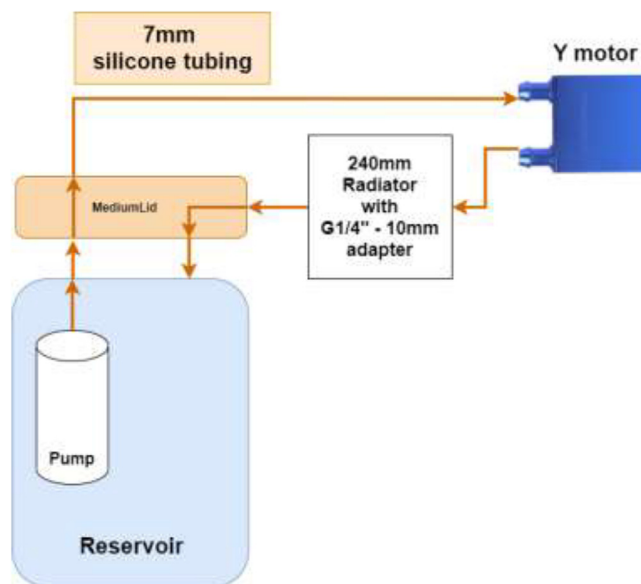 7mm
silicone tubing
Y motor
240mm
Radiator
with
G1/4" - 10mm
adapter
MediumLid
Pump
Reservoir